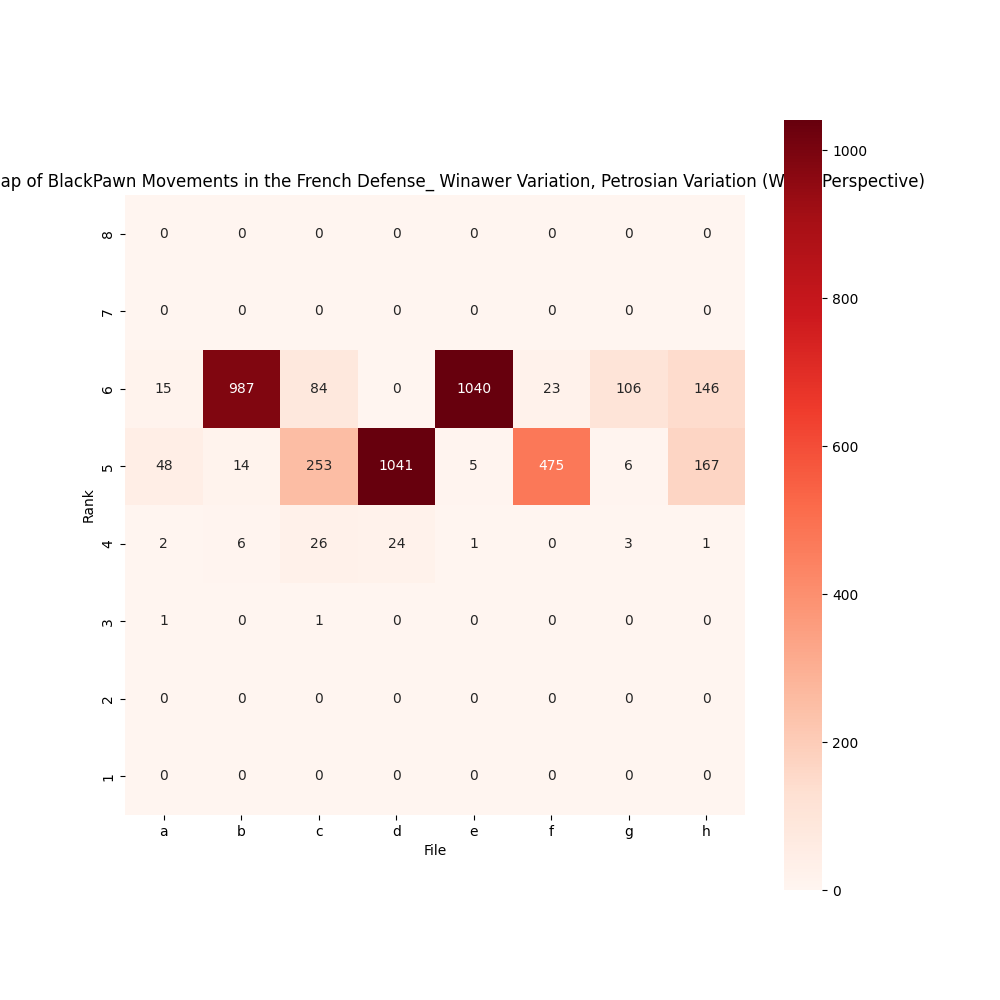 ap of BlackPawn Movements in the French Defense_ Winawer Variation, Petrosian Variation (W Perspective)
1000
800
600
400
200
0
Rank
8 0 0 0 0 0 0 0 0
7 0 0 0 0 0 0 0 0
6 15 987 84 0 1040 23 106 146
5 48 14 253 1041 5 475 6 167
4 2 6 26 24 1 0 3 1
3 1 0 1 0 0 0 0 0
2 0 0 0 0 0 0 0 0
1 0 0 0 0 0 0 0 0
a b c d e f g h
File